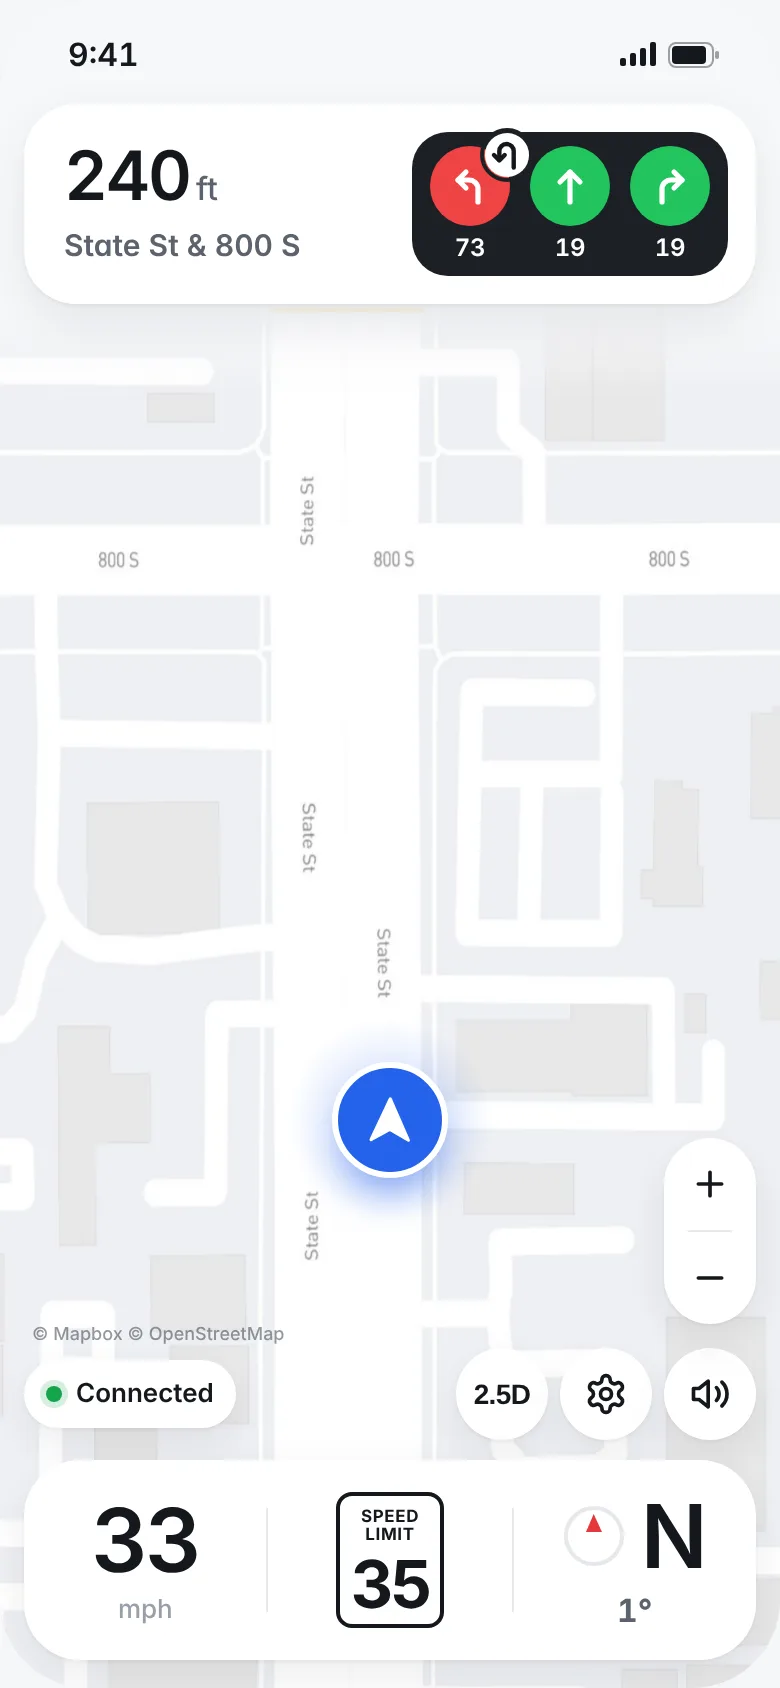 9:41
240 ft
State St & 800 S
73 19 19
State St
800 S 800 S 800 S
State St
State St
State St
© Mapbox © OpenStreetMap
Connected
2.5D
33
mph
SPEED
LIMIT
35
N
1°